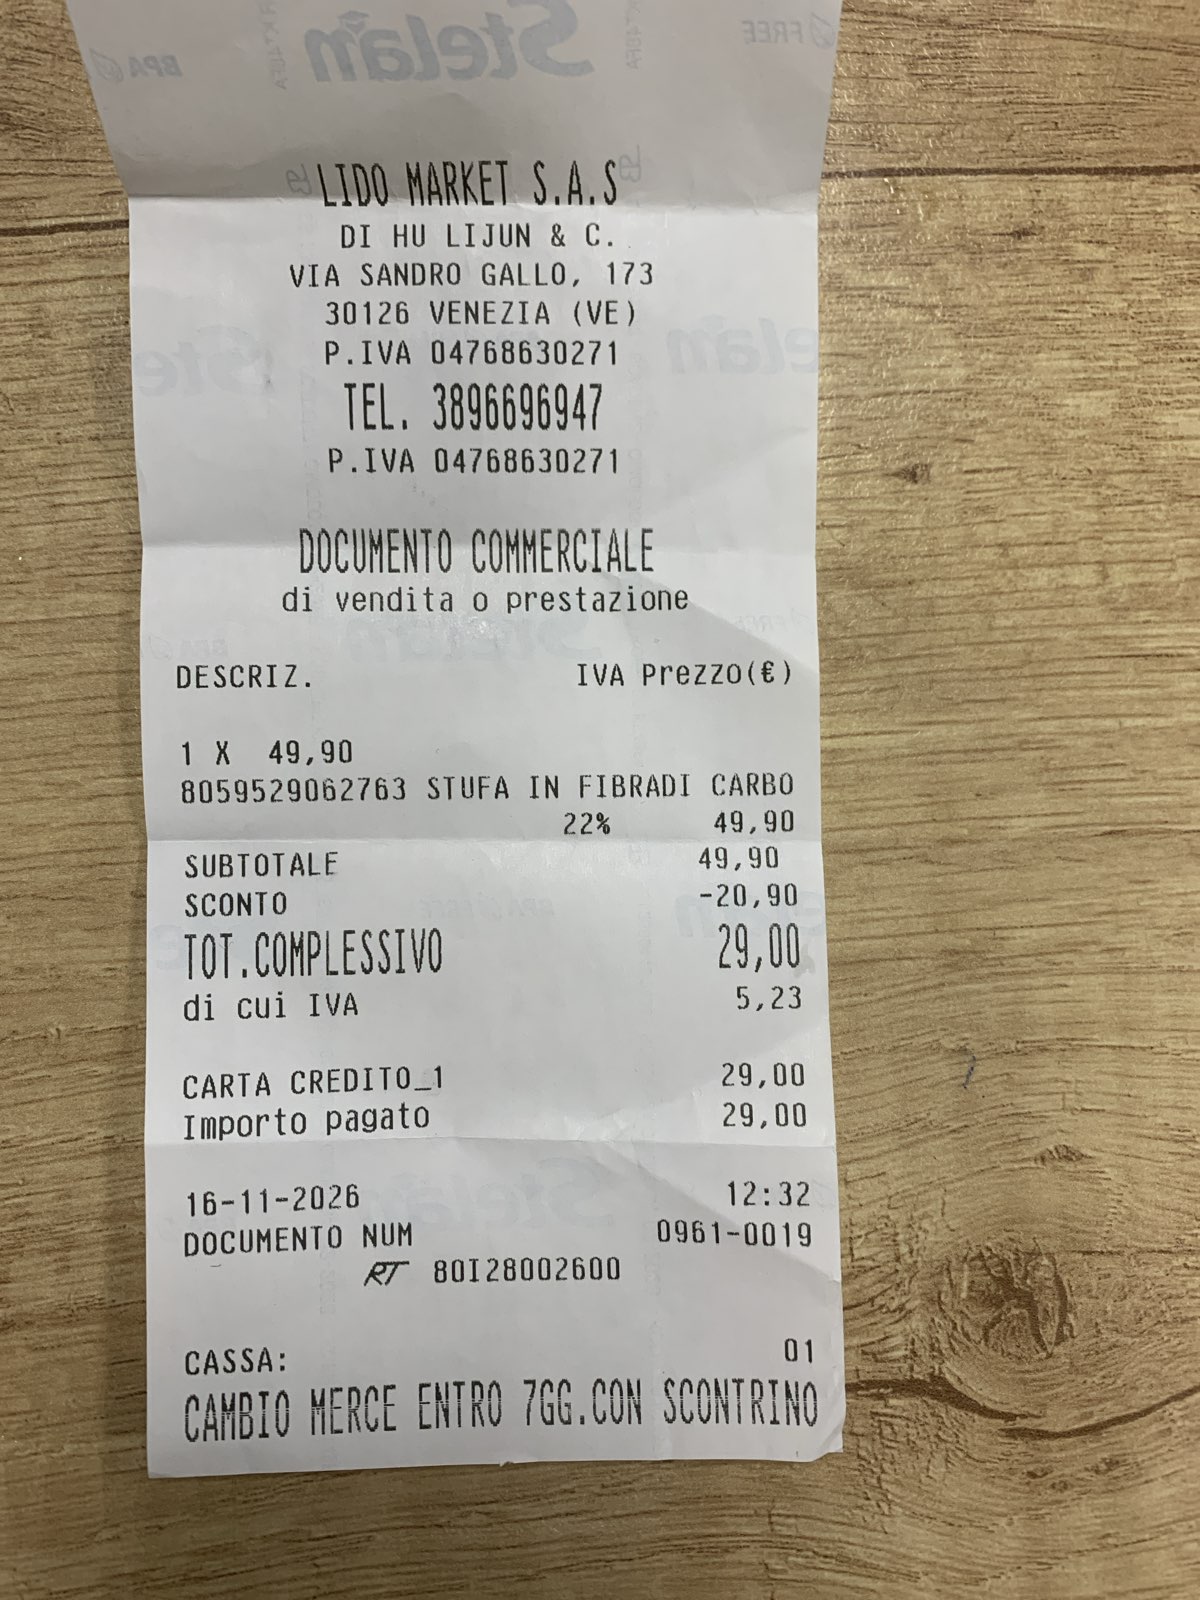 LIDO MARKET S.A.S
DI HU LIJUN & C.
VIA SANDRO GALLO, 173
30126 VENEZIA (VE)
P.IVA 04768630271
TEL. 3896696947
P.IVA 04768630271
DOCUMENTO COMMERCIALE
di vendita o prestazione
DESCRIZ. IVA Prezzo(€)
1 X 49,90
8059529062763 STUFA IN FIBRADI CARBO
22% 49,90
SUBTOTALE 49,90
SCONTO -20,90
TOT.COMPLESSIVO 29,00
di cui IVA 5,23
CARTA CREDITO_1 29,00
Importo pagato 29,00
16-11-2026 12:32
DOCUMENTO NUM 0961-0019
RT 80I28002600
CASSA: 01
CAMBIO MERCE ENTRO 7GG.CON SCONTRINO